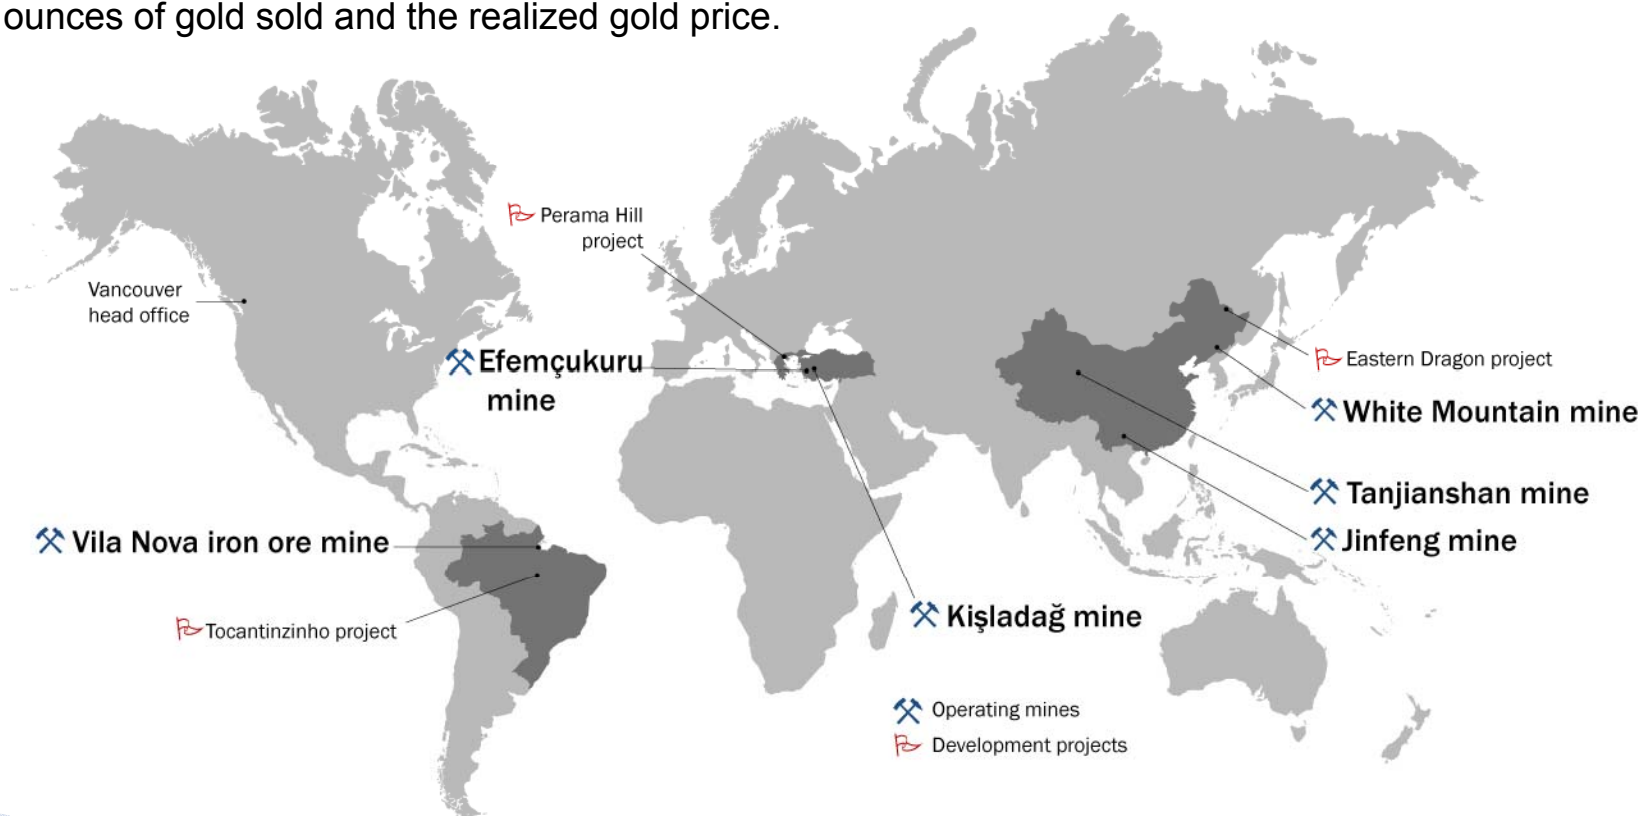 ounces of gold sold and the realized gold price.
Perama Hill
project
Vancouver
head office
Efemçukuru
mine
Eastern Dragon project
White Mountain mine
Tanjianshan mine
Jinfeng mine
Vila Nova iron ore mine
Tocantinzinho project
Kişladağ mine
Operating mines
Development projects